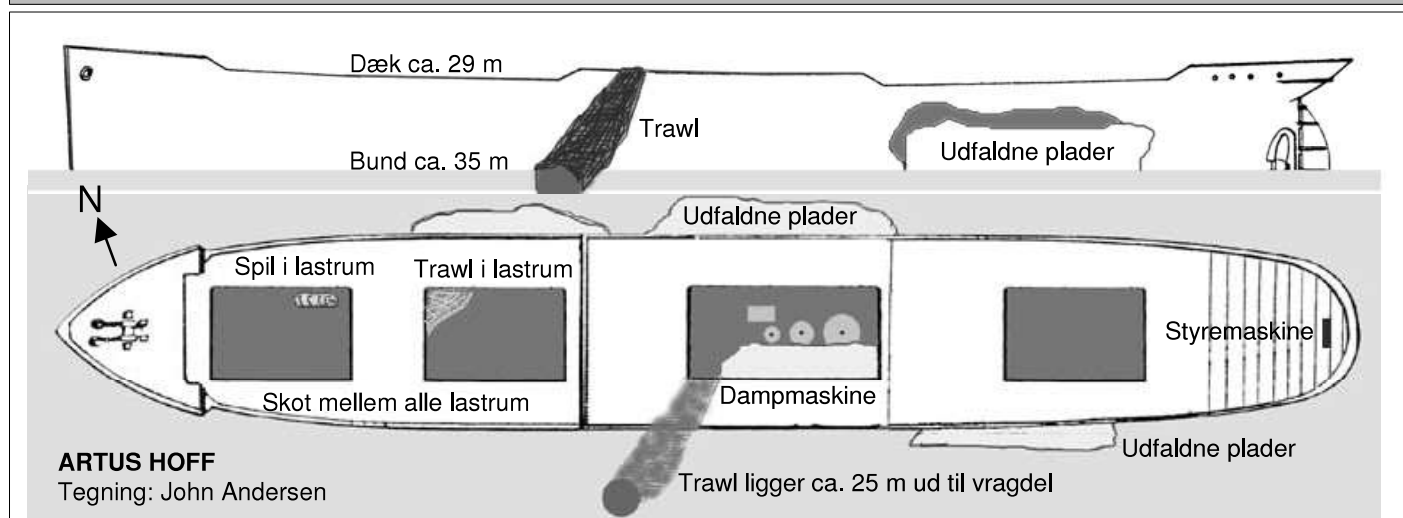 Dæk ca. 29 m
Trawl
Udfaldne plader
Bund ca. 35 m
N
Udfaldne plader
Spil i lastrum
Trawl i lastrum
Styremaskine
Dampmaskine
Skot mellem alle lastrum
Udfaldne plader
ARTUS HOFF
Tegning: John Andersen
Trawl ligger ca. 25 m ud til vragdel